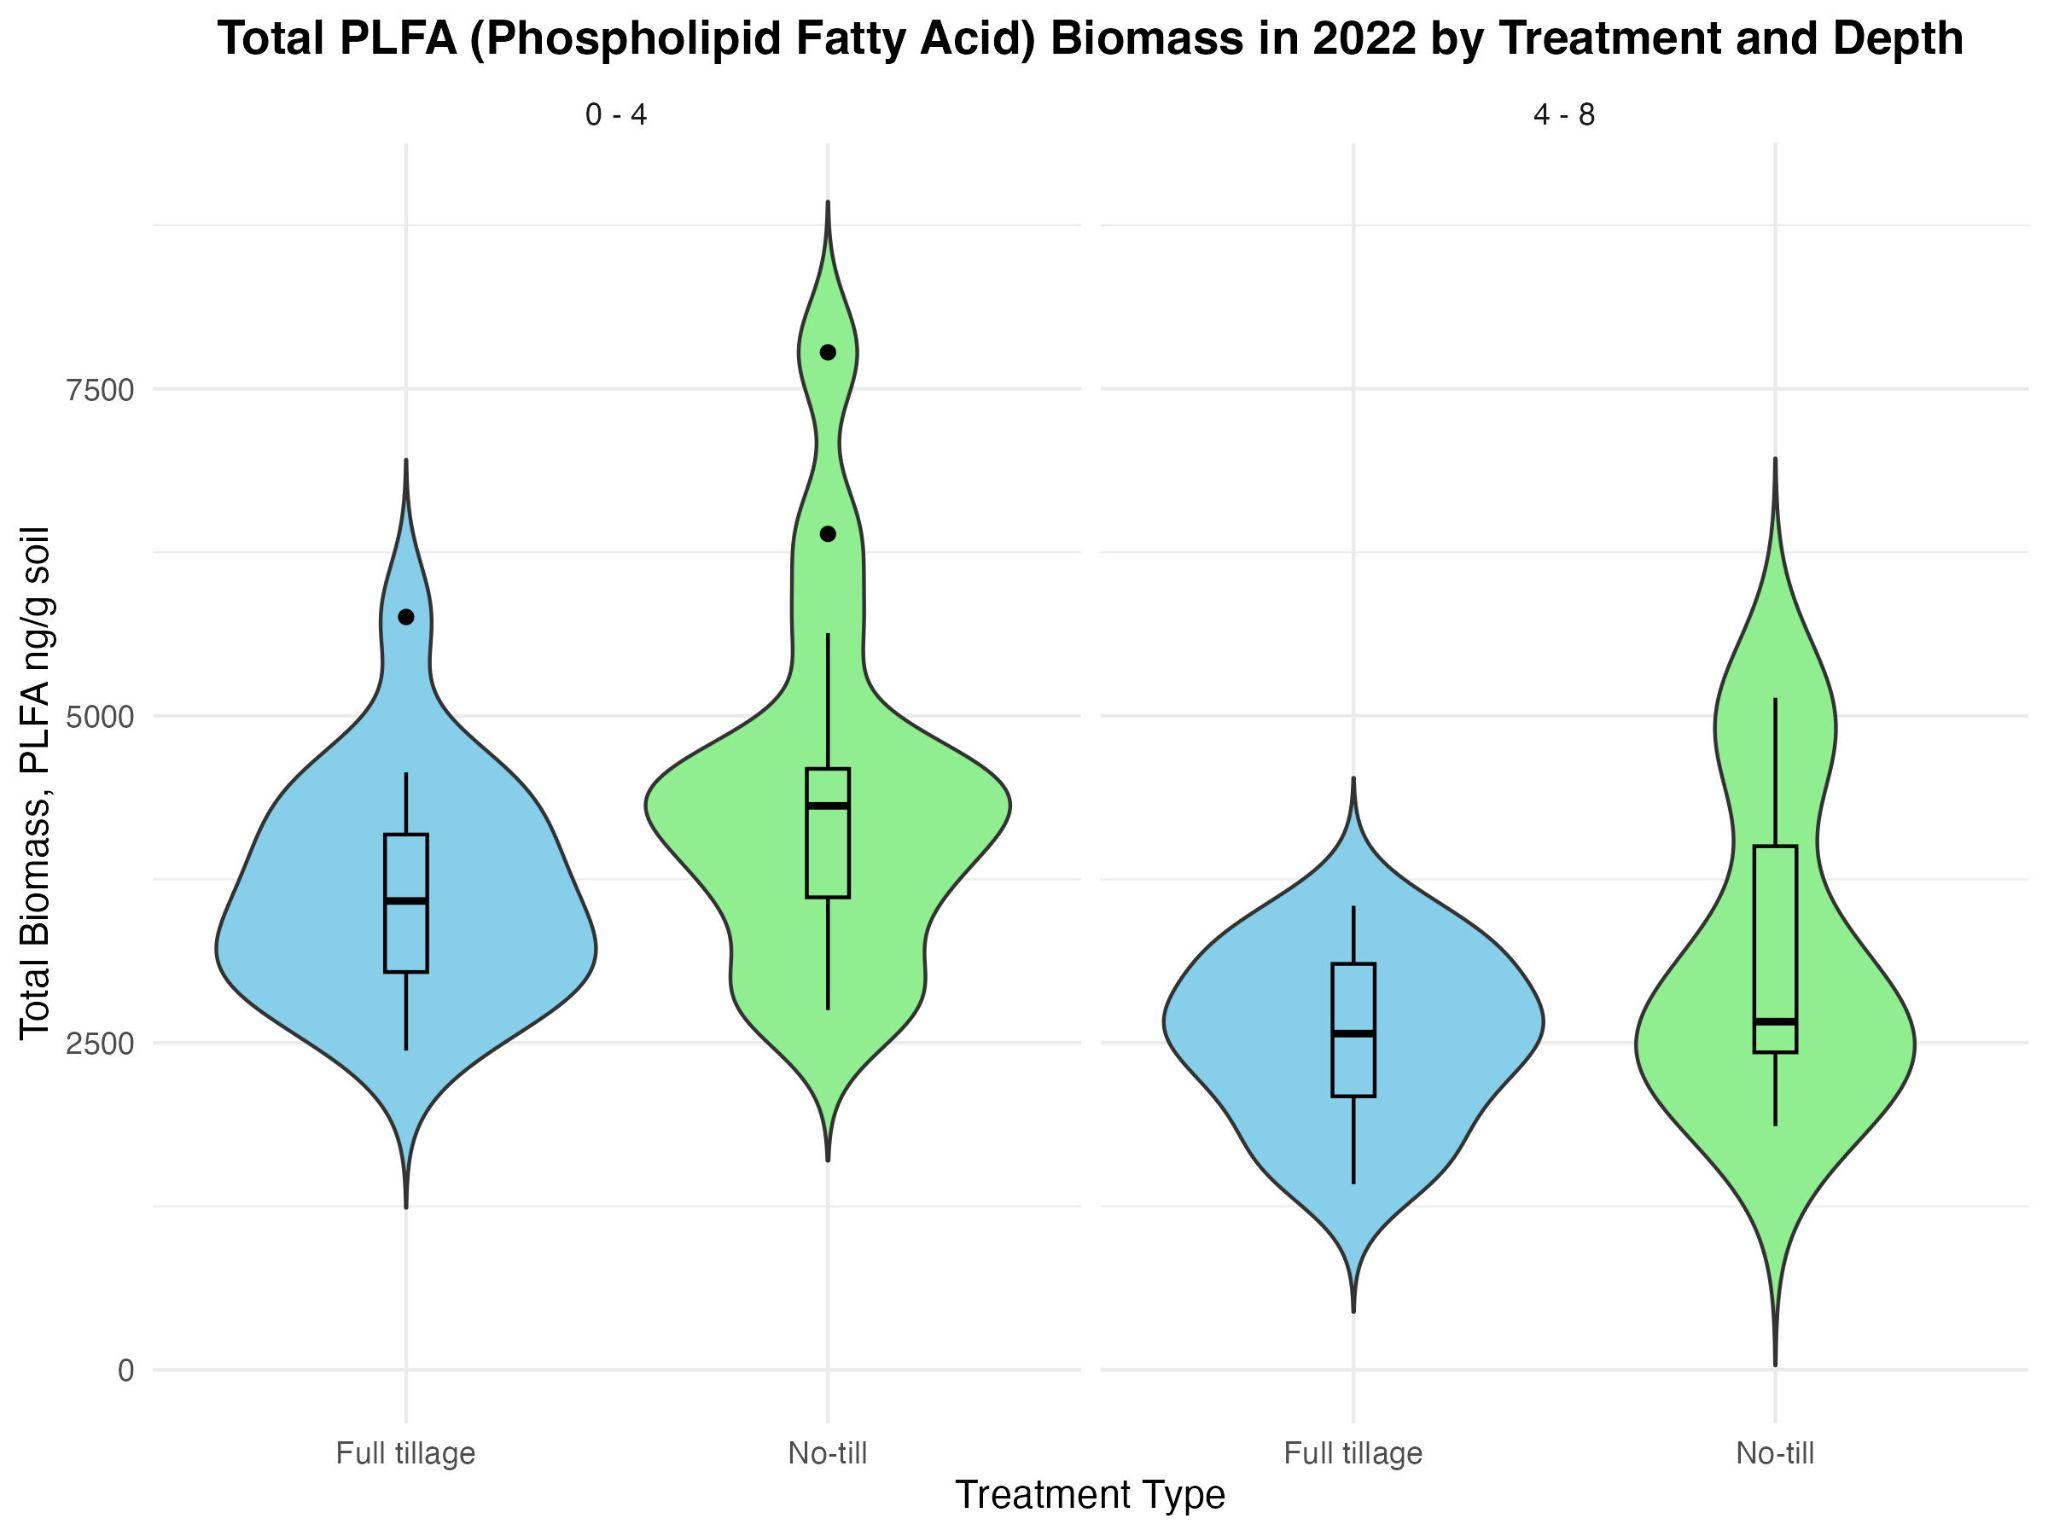 Total PLFA (Phospholipid Fatty Acid) Biomass in 2022 by Treatment and Depth
0 - 4
4 - 8
Total Biomass, PLFA ng/g soil
7500
5000
2500
0
Full tillage
No-till
Full tillage
No-till
Treatment Type